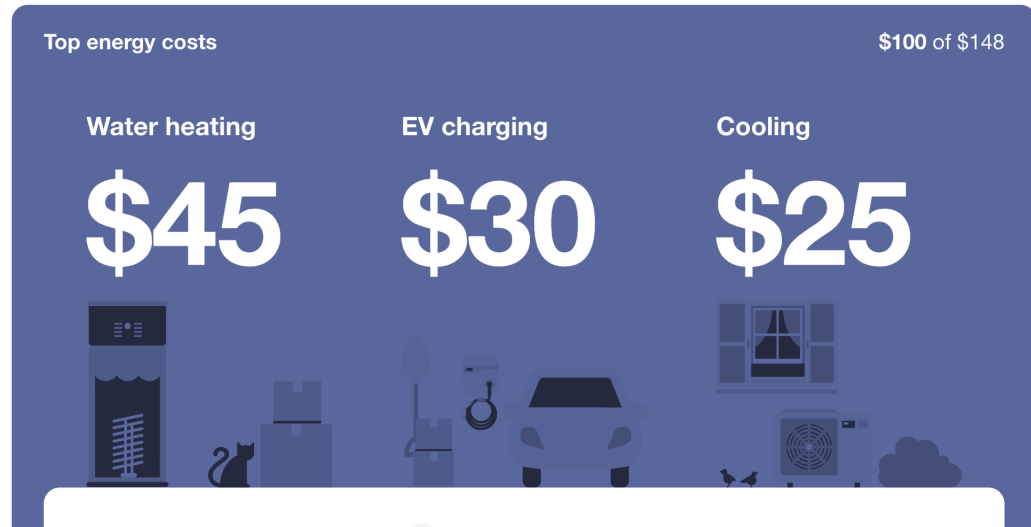 Top energy costs
$100 of $148
Water heating
EV charging
Cooling
$45
$30
$25